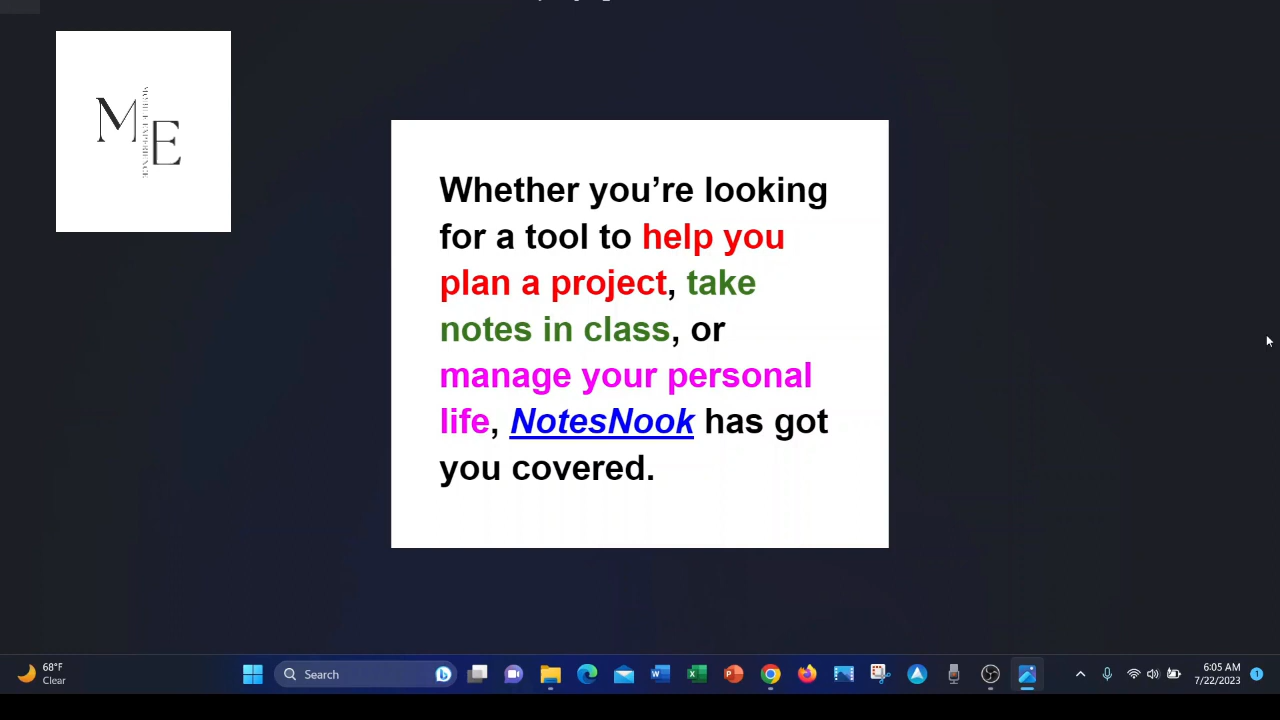 M
E
Whether you’re looking
for a tool to help you
plan a project, take
notes in class, or
manage your personal
life, NotesNook has got
you covered.
68°F
Clear
Search
6:05 AM
7/22/2023
1